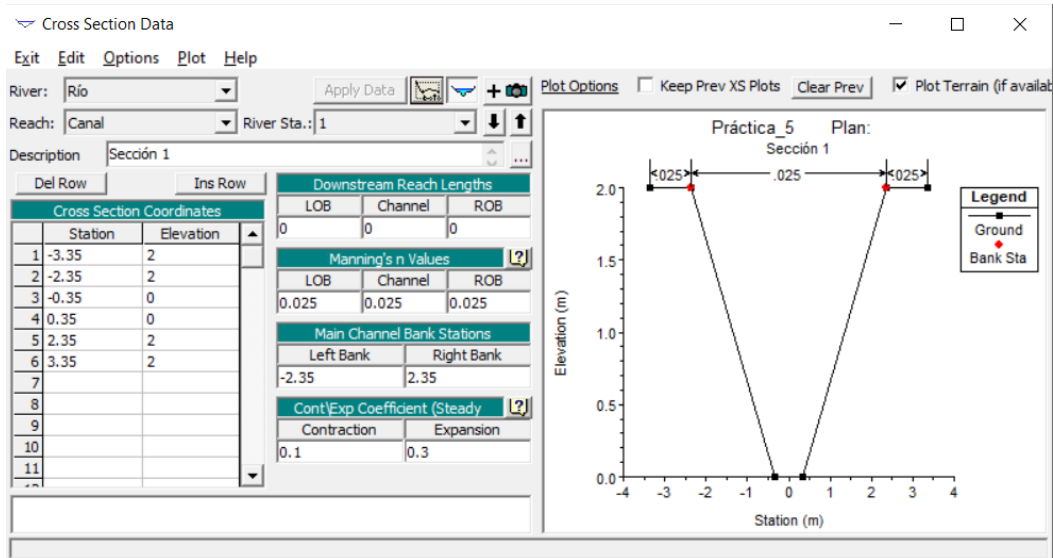 Cross Section Data
Exit Edit Options Plot Help
River: Río
Apply Data
Reach: Canal
River Sta.: 1
Description Sección 1
...
Del Row Ins Row
Cross Section Coordinates
Station Elevation
1 -3.35 2
2 -2.35 2
3 -0.35 0
4 0.35 0
5 2.35 2
6 3.35 2
7
8
9
10
11
Downstream Reach Lengths
LOB Channel ROB
0 0 0
Manning's n Values
LOB Channel ROB
0.025 0.025 0.025
Main Channel Bank Stations
Left Bank Right Bank
-2.35 2.35
Cont\Exp Coefficient (Steady
Contraction Expansion
0.1 0.3
Plot Options Keep Prev XS Plots Clear Prev Plot Terrain (if availab
Práctica_5 Plan:
Sección 1
.025 .025 .025
2.0
1.5
1.0
0.5
0.0
Elevation (m)
-4 -3 -2 -1 0 1 2 3 4
Station (m)
Legend
Ground
Bank Sta